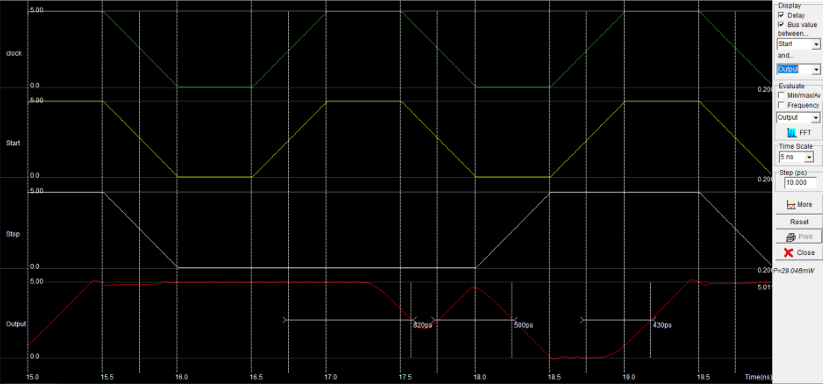 5.00
clock
0.0
0.200
5.00
Start
0.0
0.200
5.00
Stop
0.0
0.200
5.00
5.01
Output
820ps
500ps
430ps
0.0
15.0 15.5 16.0 16.5 17.0 17.5 18.0 18.5 19.0 19.5 Time(ns)
Display
Delay
Bus value
between...
Start
and...
Output
Evaluate
Min/max/Av
Frequency
Output
FFT
Time Scale
5 ns
Step (ps)
10.000
More
Reset
Print
Close
P=29.048mW